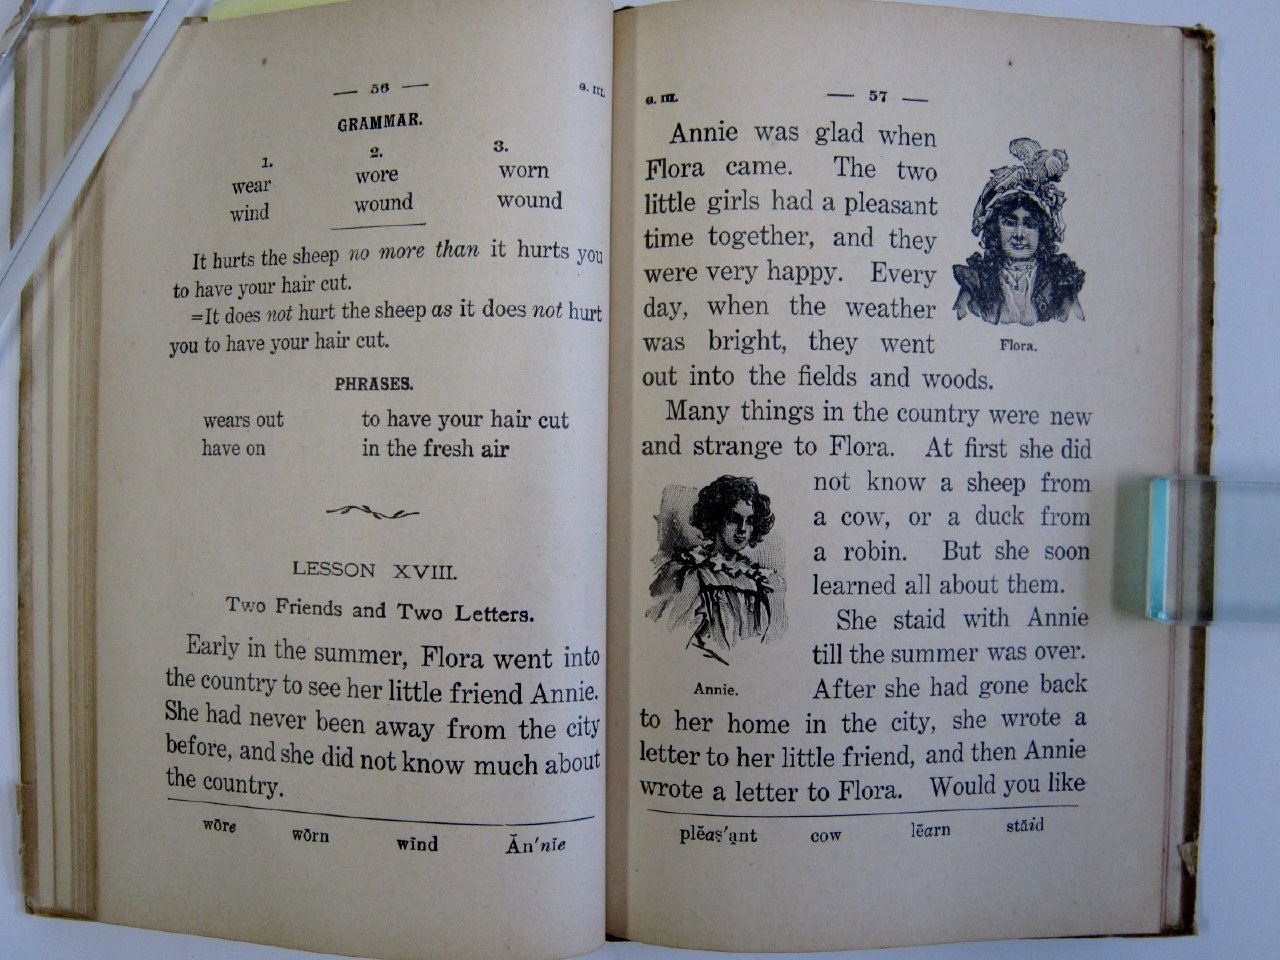 — 56 —
G. III.
GRAMMAR.
1. 2. 3.
wear wore worn
wind wound wound
It hurts the sheep no more than it hurts you
to have your hair cut.
=It does not hurt the sheep as it does not hurt
you to have your hair cut.
PHRASES.
wears out to have your hair cut
have on in the fresh air
LESSON XVIII.
Two Friends and Two Letters.
Early in the summer, Flora went into
the country to see her little friend Annie.
She had never been away from the city
before, and she did not know much about
the country.
wōre wōrn wīnd Ăn′nïe
G. III.
— 57 —
Annie was glad when
Flora came. The two
little girls had a pleasant
time together, and they
were very happy. Every
day, when the weather
was bright, they went
out into the fields and woods.
Flora.
Many things in the country were new
and strange to Flora. At first she did
not know a sheep from
a cow, or a duck from
a robin. But she soon
learned all about them.
She staid with Annie
till the summer was over.
After she had gone back
Annie.
to her home in the city, she wrote a
letter to her little friend, and then Annie
wrote a letter to Flora. Would you like
plĕaş′ạnt cow lẽarn stāid